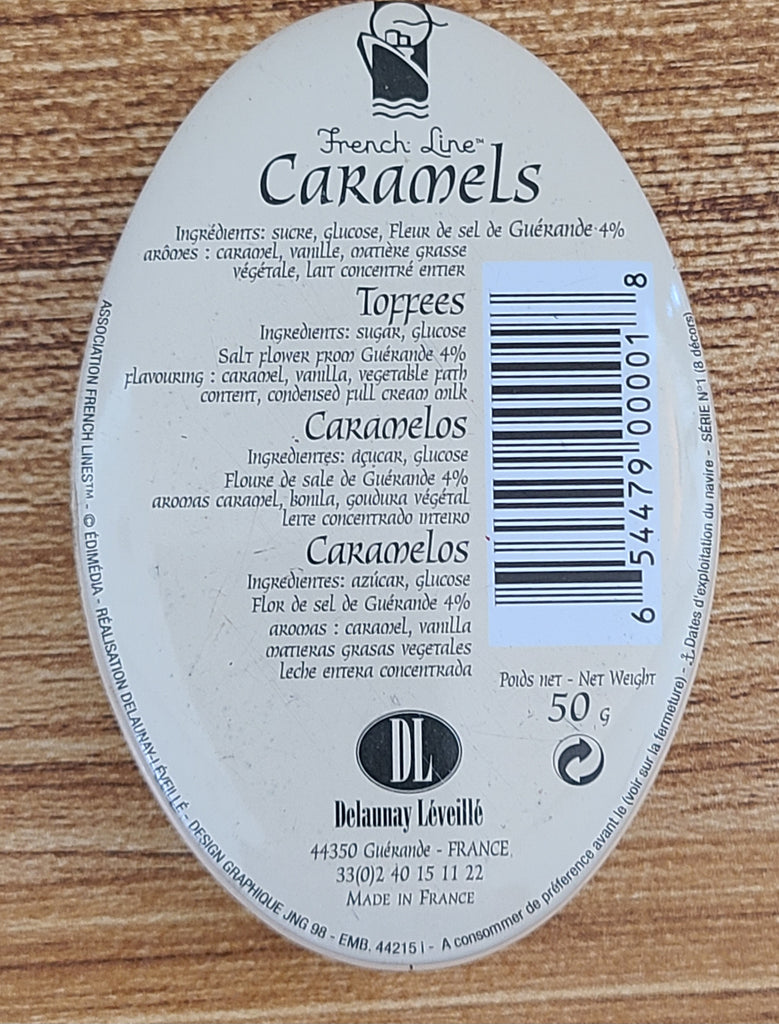 French Line™
Caramels
Ingrédients: sucre, glucose, Fleur de sel de Guérande 4%
arômes : caramel, vanille, matière grasse
végétale, lait concentré entier
Toffees
Ingredients: sugar, glucose
Salt flower from Guérande 4%
flavouring : caramel, vanilla, vegetable fath
content, condensed full cream milk
Caramelos
Ingredientes: açucar, glucose
Floure de sale de Guérande 4%
aromas caramel, bonila, goudura végétal
leite concentrado inteiro
Caramelos
Ingredientes: azúcar, glucose
Flor de sel de Guérande 4%
aromas : caramel, vanilla
matieras grasas vegetales
leche entera concentrada
6 54479 00001 8
Poids net - Net Weight
50 g
DL
Delaunay Léveillé
44350 Guérande - FRANCE
33(0)2 40 15 11 22
Made in France
ASSOCIATION FRENCH LINES™ - © ÉDIMÉDIA - RÉALISATION DELAUNAY-LÉVEILLÉ - DESIGN GRAPHIQUE JNG 98 - EMB. 44215 I - A consommer de préference avant le (voir sur la fermeture) - ⚓Dates d'exploitation du navire - SÉRIE N°1 (8 décors)